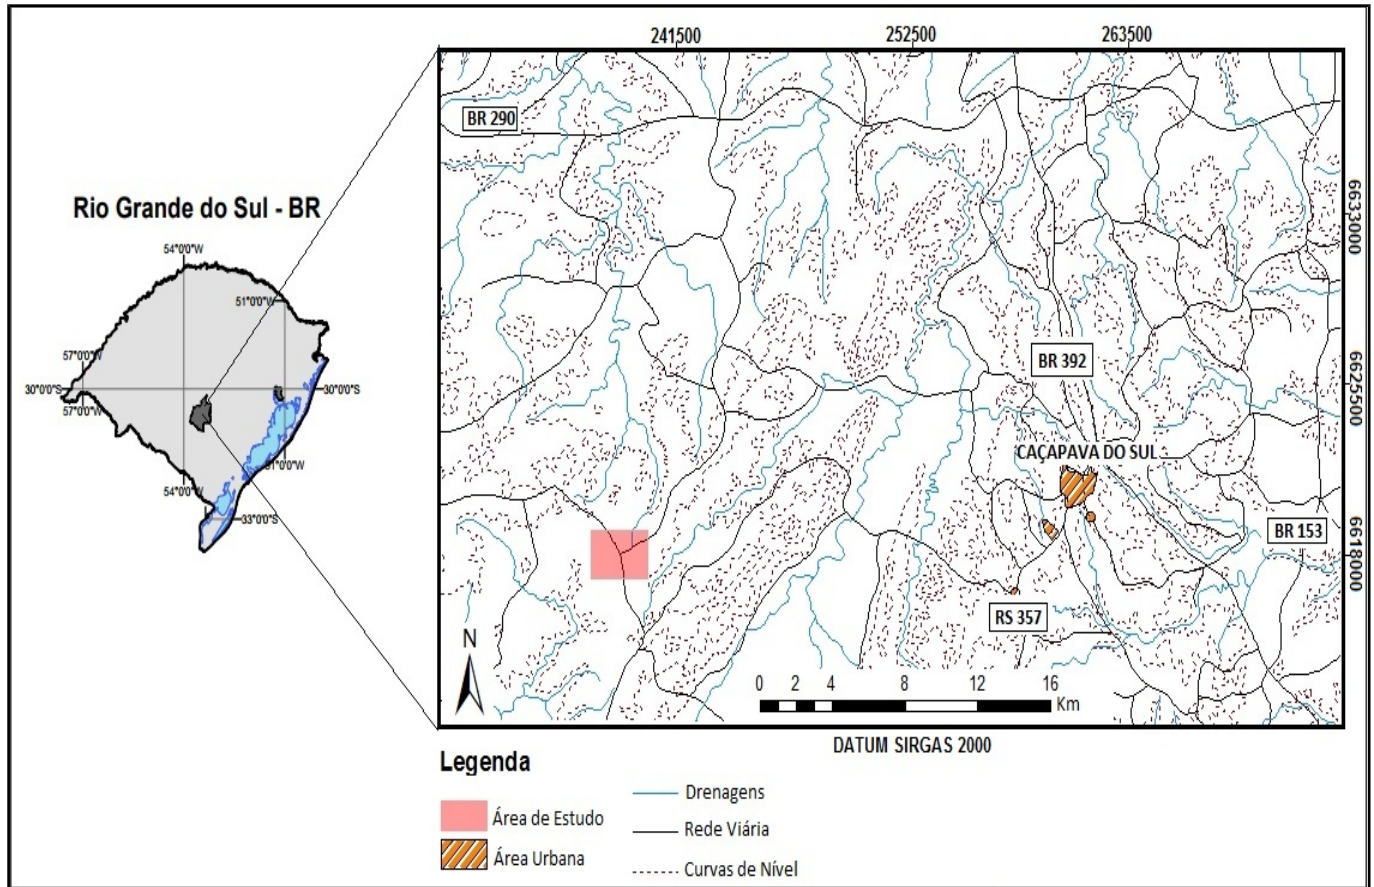 241500
252500
263500
BR 290
6633000
Rio Grande do Sul - BR
54°0'0"W
51°0'0"W
57°0'0"W
30°0'0"S
30°0'0"S
57°0'0"W
BR 392
6625500
CAÇAPAVA DO SUL
51°0'0"W
54°0'0"W
33°0'0"S
BR 153
6618000
RS 357
N
0 2 4 8 12 16
Km
DATUM SIRGAS 2000
Legenda
Área de Estudo
Área Urbana
Drenagens
Rede Viária
Curvas de Nível